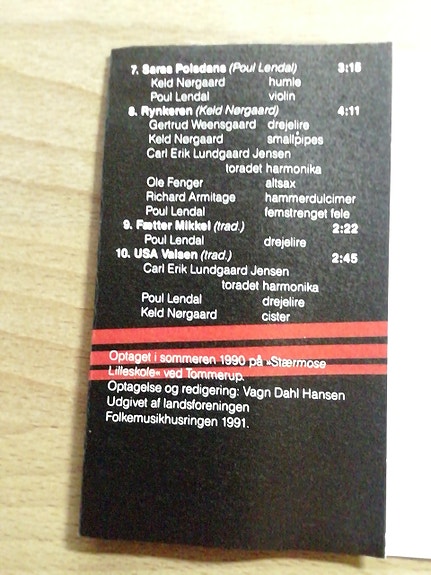 7. Saras Polsdans (Poul Lendal) 3:15
Keld Nørgaard humle
Poul Lendal violin
8. Rynkeren (Keld Nørgaard) 4:11
Gertrud Weensgaard drejelire
Keld Nørgaard smallpipes
Carl Erik Lundgaard Jensen
toradet harmonika
Ole Fenger altsax
Richard Armitage hammerdulcimer
Poul Lendal femstrenget fele
9. Fætter Mikkel (trad.) 2:22
Poul Lendal drejelire
10. USA Valsen (trad.) 2:45
Carl Erik Lundgaard Jensen
toradet harmonika
Poul Lendal drejelire
Keld Nørgaard cister
Optaget i sommeren 1990 på »Stærmose
Lilleskole« ved Tommerup.
Optagelse og redigering: Vagn Dahl Hansen
Udgivet af landsforeningen
Folkemusikhusringen 1991.